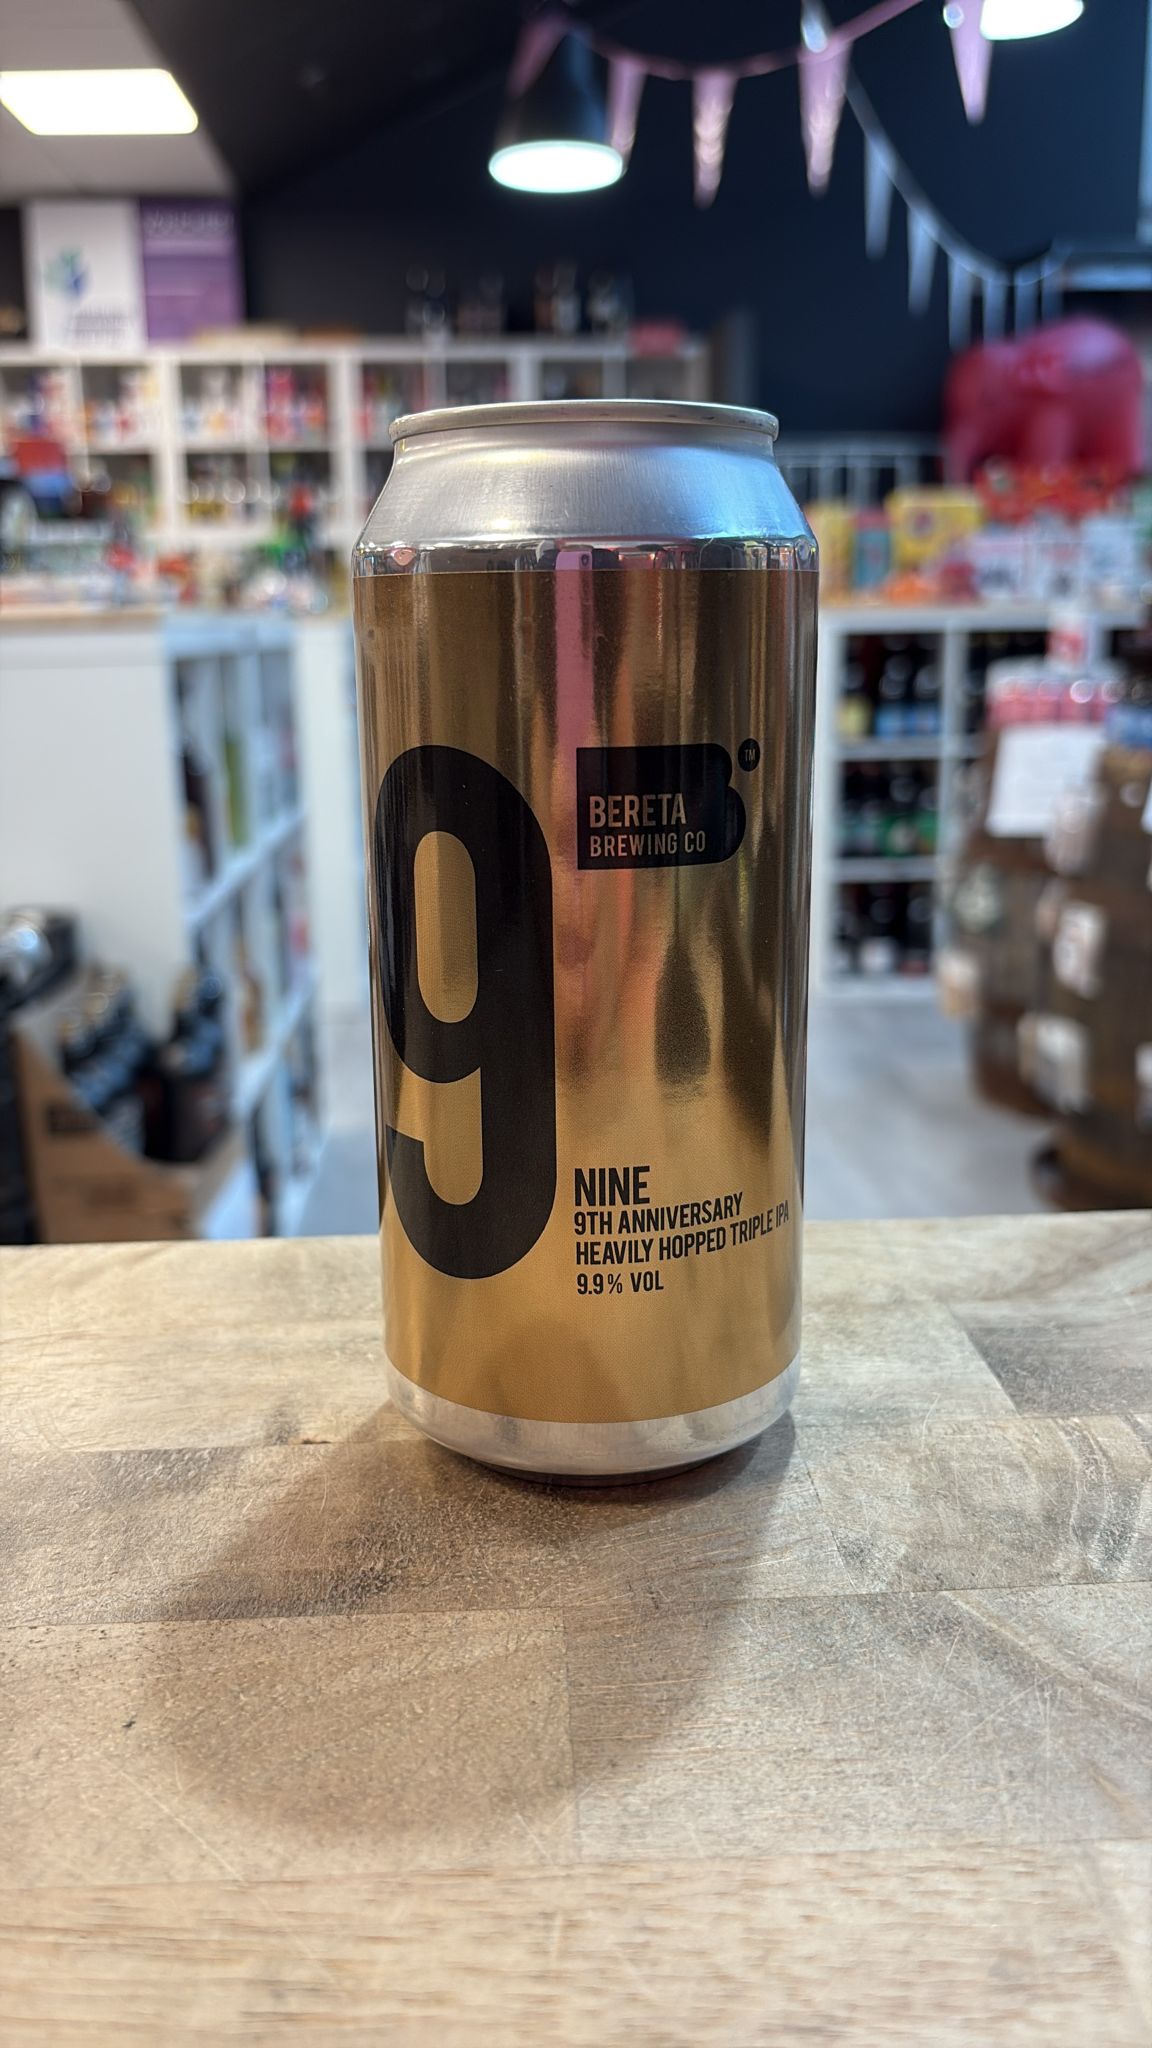 9
BERETA
BREWING CO
TM
NINE
9TH ANNIVERSARY
HEAVILY HOPPED TRIPLE IPA
9.9% VOL